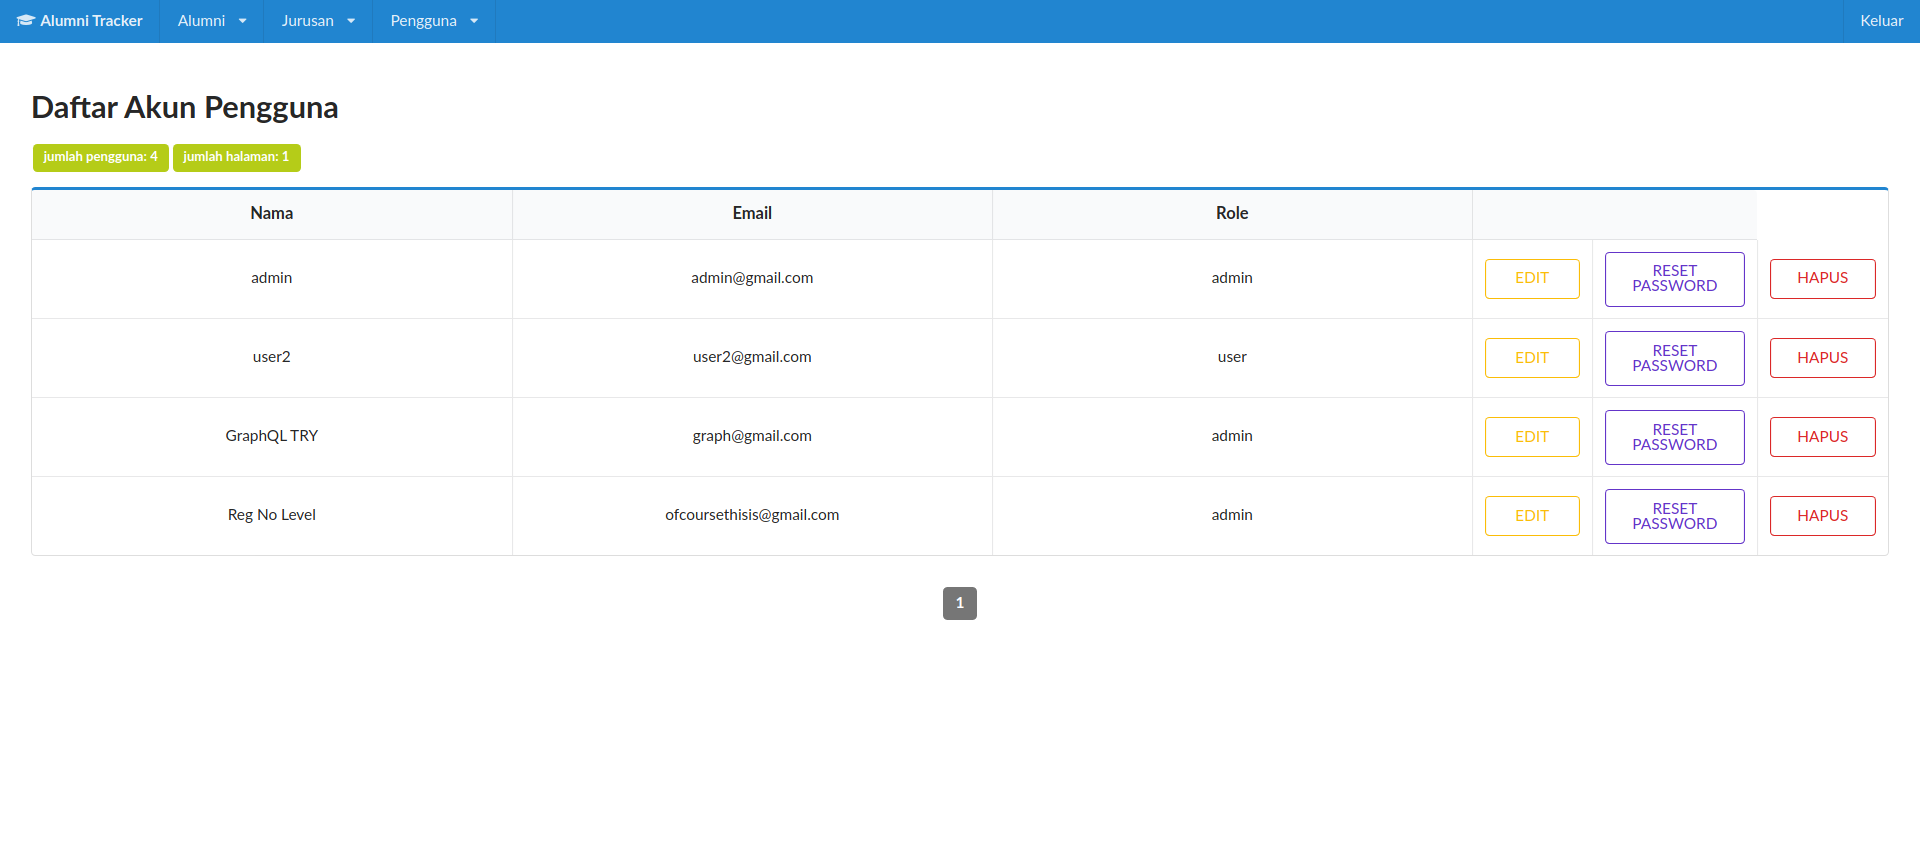 Alumni Tracker Alumni Jurusan Pengguna Keluar
Daftar Akun Pengguna
jumlah pengguna: 4 jumlah halaman: 1
Nama Email Role
admin admin@gmail.com admin EDIT RESET PASSWORD HAPUS
user2 user2@gmail.com user EDIT RESET PASSWORD HAPUS
GraphQL TRY graph@gmail.com admin EDIT RESET PASSWORD HAPUS
Reg No Level ofcoursethisis@gmail.com admin EDIT RESET PASSWORD HAPUS
1